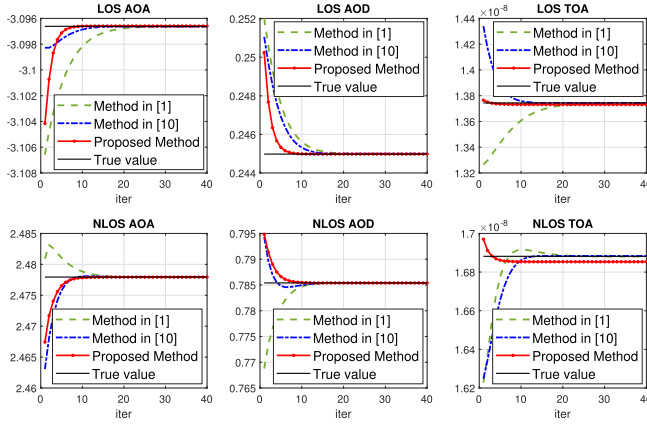 LOS AOA
-3.096
-3.1
-3.104
-3.108
0 10 20 30 40
iter
Method in [1]
Method in [10]
Proposed Method
True value
LOS AOD
0.252
0.25
0.248
0.246
0.244
0 10 20 30 40
iter
Method in [1]
Method in [10]
Proposed Method
True value
LOS TOA
×10⁻⁸
1.44
1.42
1.4
1.38
1.36
1.34
1.32
0 10 20 30 40
iter
Method in [1]
Method in [10]
Proposed Method
True value
NLOS AOA
2.485
2.48
2.475
2.47
2.465
2.46
0 10 20 30 40
iter
Method in [1]
Method in [10]
Proposed Method
True value
NLOS AOD
0.795
0.79
0.785
0.78
0.775
0.77
0.765
0 10 20 30 40
iter
Method in [1]
Method in [10]
Proposed Method
True value
NLOS TOA
×10⁻⁸
1.7
1.68
1.66
1.64
1.62
0 10 20 30 40
iter
Method in [1]
Method in [10]
Proposed Method
True value